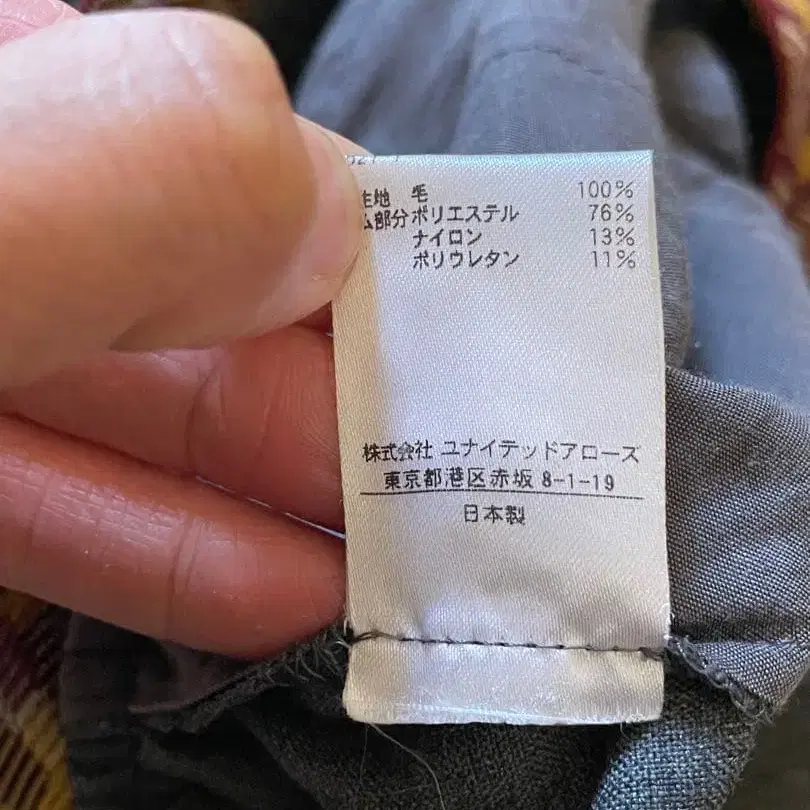 生地 毛 100%
ム部分 ポリエステル 76%
ナイロン 13%
ポリウレタン 11%
株式会社 ユナイテッドアローズ
東京都港区赤坂 8-1-19
日本製